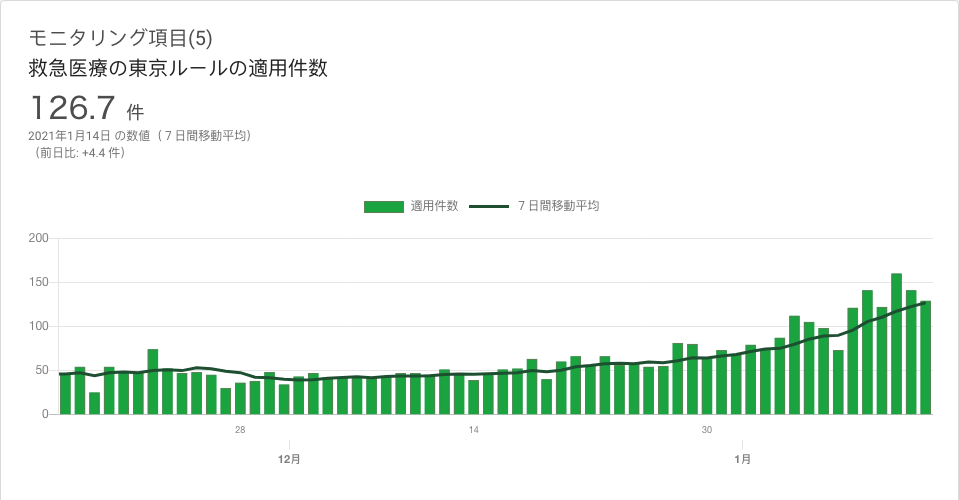 モニタリング項目(5)
救急医療の東京ルールの適用件数
126.7 件
2021年1月14日 の数値（７日間移動平均）
（前日比: +4.4 件）
適用件数 ７日間移動平均
200
150
100
50
0
28 14 30
12月 1月